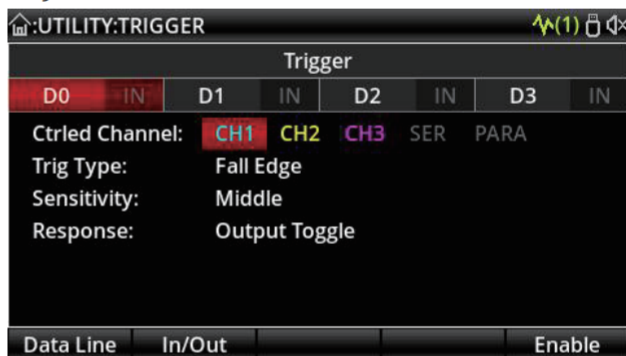 :UTILITY:TRIGGER (1)
Trigger
D0 IN D1 IN D2 IN D3 IN
Ctrled Channel: CH1 CH2 CH3 SER PARA
Trig Type: Fall Edge
Sensitivity: Middle
Response: Output Toggle
Data Line In/Out Enable